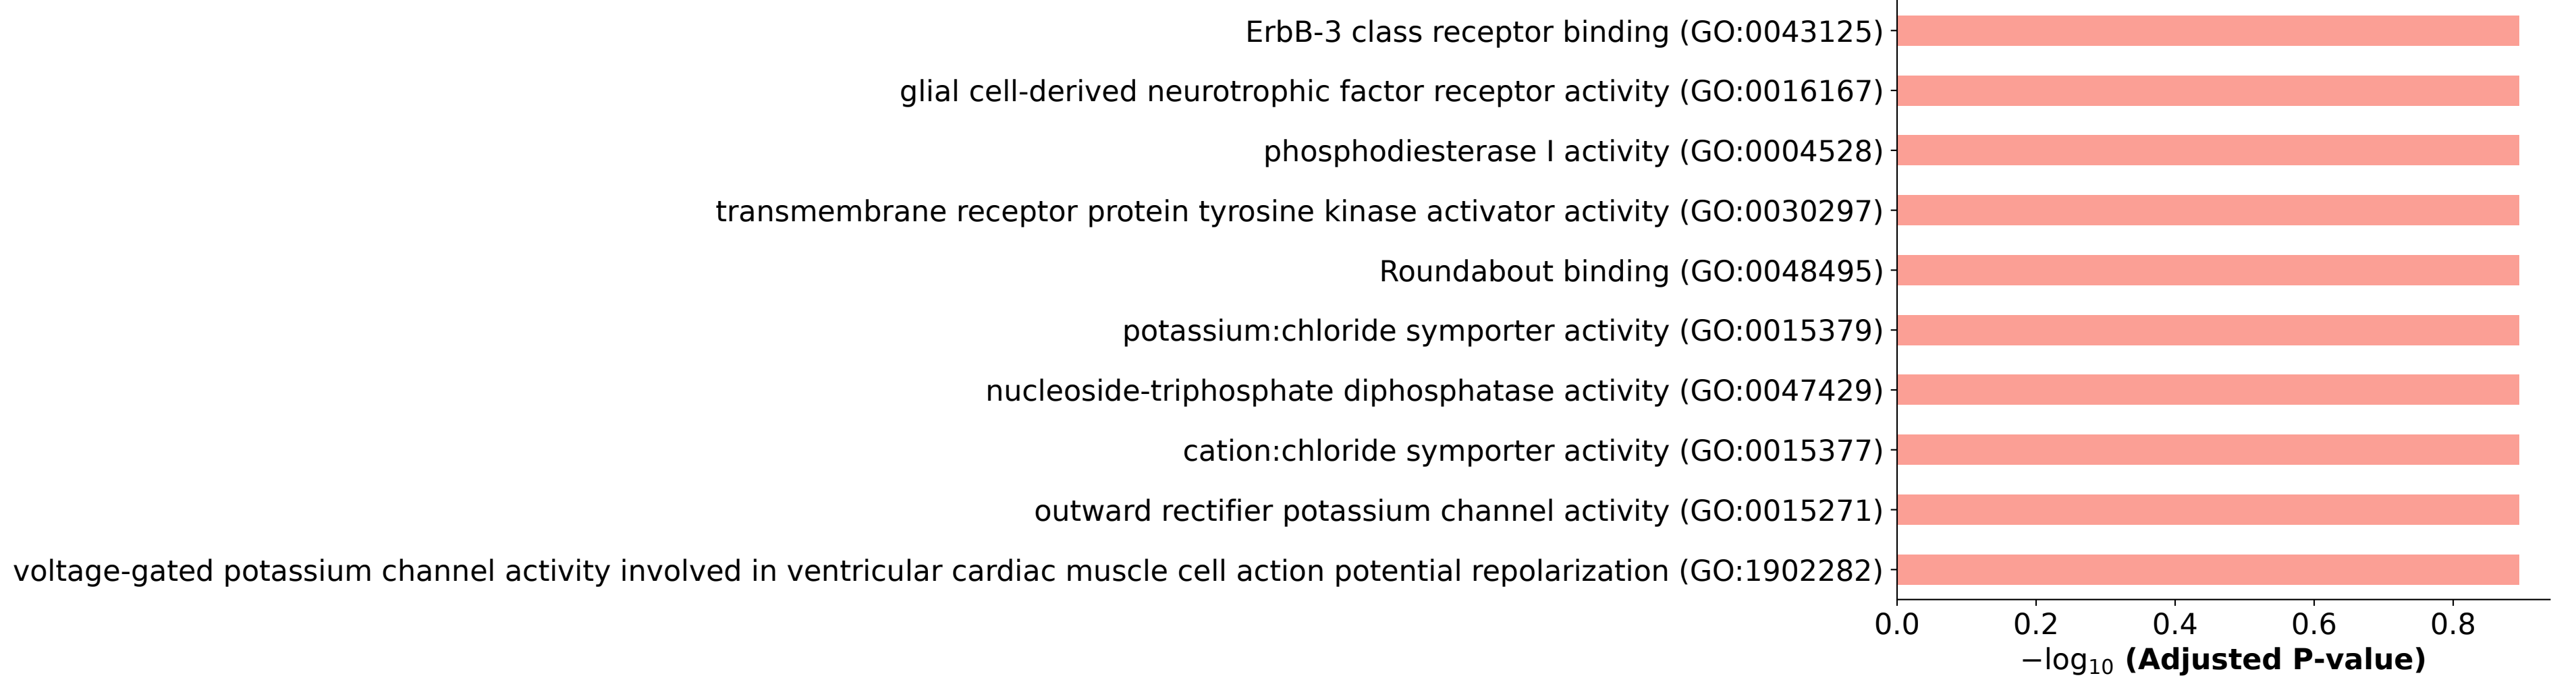 ErbB-3 class receptor binding (GO:0043125)
glial cell-derived neurotrophic factor receptor activity (GO:0016167)
phosphodiesterase I activity (GO:0004528)
transmembrane receptor protein tyrosine kinase activator activity (GO:0030297)
Roundabout binding (GO:0048495)
potassium:chloride symporter activity (GO:0015379)
nucleoside-triphosphate diphosphatase activity (GO:0047429)
cation:chloride symporter activity (GO:0015377)
outward rectifier potassium channel activity (GO:0015271)
voltage-gated potassium channel activity involved in ventricular cardiac muscle cell action potential repolarization (GO:1902282)
0.0 0.2 0.4 0.6 0.8
−log₁₀ (Adjusted P-value)